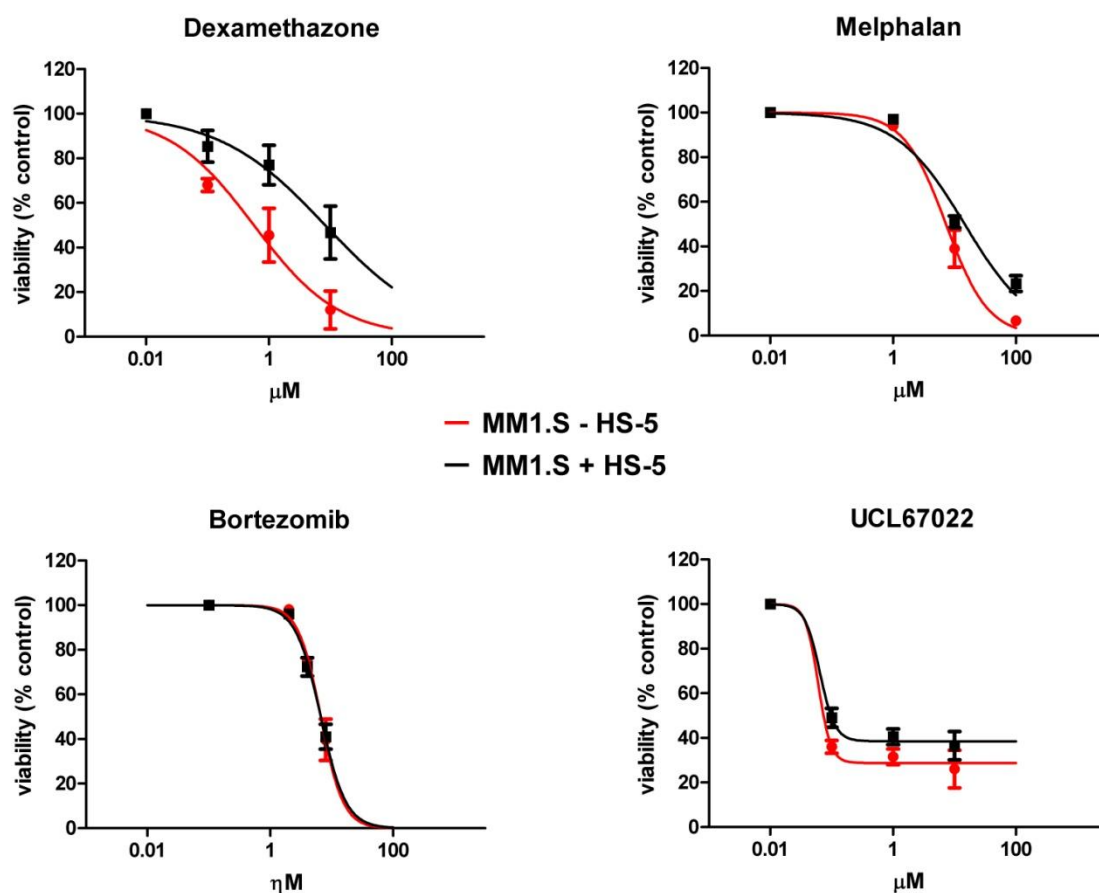 Dexamethazone
viability (% control)
120
100
80
60
40
20
0
0.01
1
100
μM
Melphalan
viability (% control)
120
100
80
60
40
20
0
0.01
1
100
μM
MM1.S - HS-5
MM1.S + HS-5
Bortezomib
viability (% control)
120
100
80
60
40
20
0
0.01
1
100
ηM
UCL67022
viability (% control)
120
100
80
60
40
20
0
0.01
1
100
μM